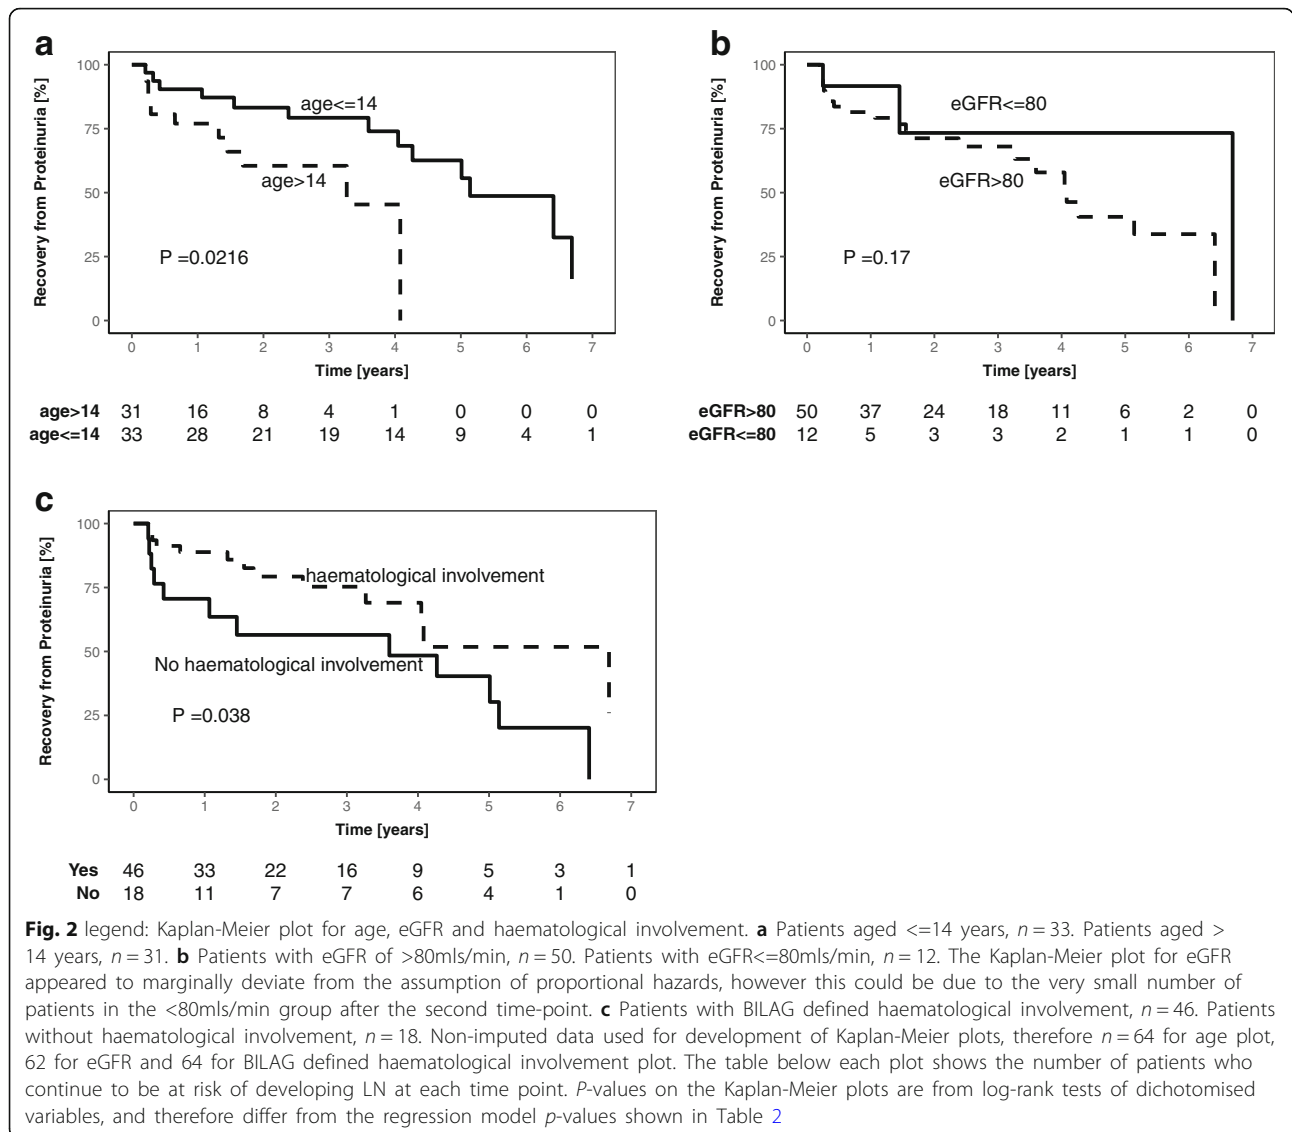 a
Recovery from Proteinuria [%]
100
75
50
25
0
age<=14
age>14
P =0.0216
0 1 2 3 4 5 6 7
Time [years]
age>14 31 16 8 4 1 0 0 0
age<=14 33 28 21 19 14 9 4 1
b
Recovery from Proteinuria [%]
100
75
50
25
0
eGFR<=80
eGFR>80
P =0.17
0 1 2 3 4 5 6 7
Time [years]
eGFR>80 50 37 24 18 11 6 2 0
eGFR<=80 12 5 3 3 2 1 1 0
c
Recovery from Proteinuria [%]
100
75
50
25
0
haematological involvement
No haematological involvement
P =0.038
0 1 2 3 4 5 6 7
Time [years]
Yes 46 33 22 16 9 5 3 1
No 18 11 7 7 6 4 1 0
Fig. 2 legend: Kaplan-Meier plot for age, eGFR and haematological involvement. a Patients aged <=14 years, n = 33. Patients aged >
14 years, n = 31. b Patients with eGFR of >80mls/min, n = 50. Patients with eGFR<=80mls/min, n = 12. The Kaplan-Meier plot for eGFR
appeared to marginally deviate from the assumption of proportional hazards, however this could be due to the very small number of
patients in the <80mls/min group after the second time-point. c Patients with BILAG defined haematological involvement, n = 46. Patients
without haematological involvement, n = 18. Non-imputed data used for development of Kaplan-Meier plots, therefore n = 64 for age plot,
62 for eGFR and 64 for BILAG defined haematological involvement plot. The table below each plot shows the number of patients who
continue to be at risk of developing LN at each time point. P-values on the Kaplan-Meier plots are from log-rank tests of dichotomised
variables, and therefore differ from the regression model p-values shown in Table 2